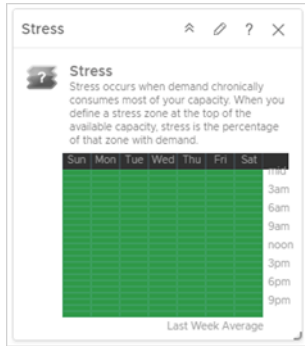 Stress
?
?
Stress
Stress occurs when demand chronically
consumes most of your capacity. When you
define a stress zone at the top of the
available capacity, stress is the percentage
of that zone with demand.
Sun Mon Tue Wed Thu Fri Sat
mid
3am
6am
9am
noon
3pm
6pm
9pm
Last Week Average